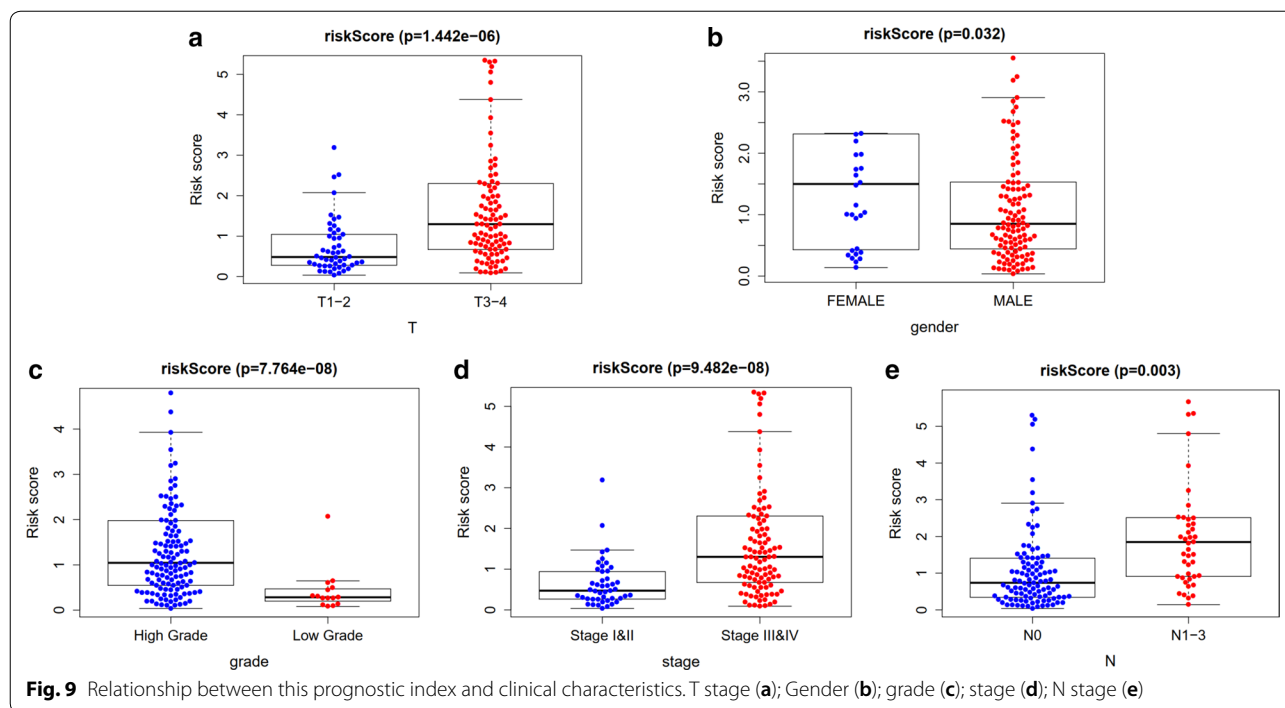 a
riskScore (p=1.442e−06)
Risk score
0
1
2
3
4
5
T1−2
T3−4
T
b
riskScore (p=0.032)
Risk score
0.0
1.0
2.0
3.0
FEMALE
MALE
gender
c
riskScore (p=7.764e−08)
Risk score
0
1
2
3
4
High Grade
Low Grade
grade
d
riskScore (p=9.482e−08)
Risk score
0
1
2
3
4
5
Stage I&II
Stage III&IV
stage
e
riskScore (p=0.003)
Risk score
0
1
2
3
4
5
N0
N1−3
N
Fig. 9 Relationship between this prognostic index and clinical characteristics. T stage (a); Gender (b); grade (c); stage (d); N stage (e)